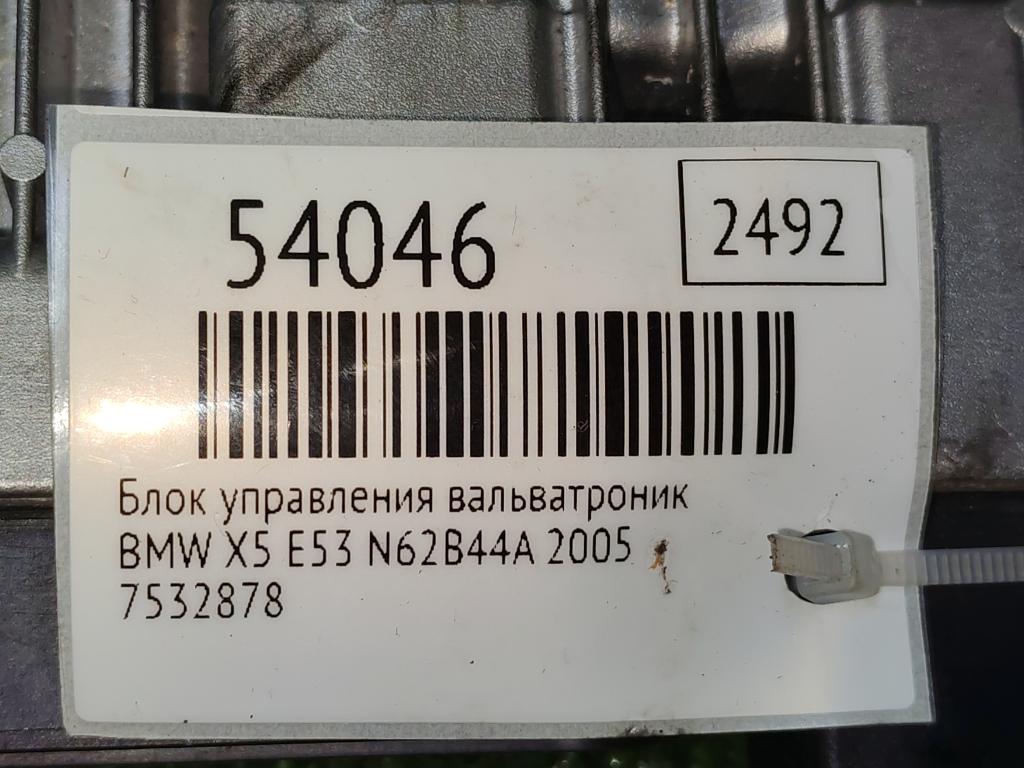 54046
2492
Блок управления вальватроник
BMW X5 E53 N62B44A 2005
7532878